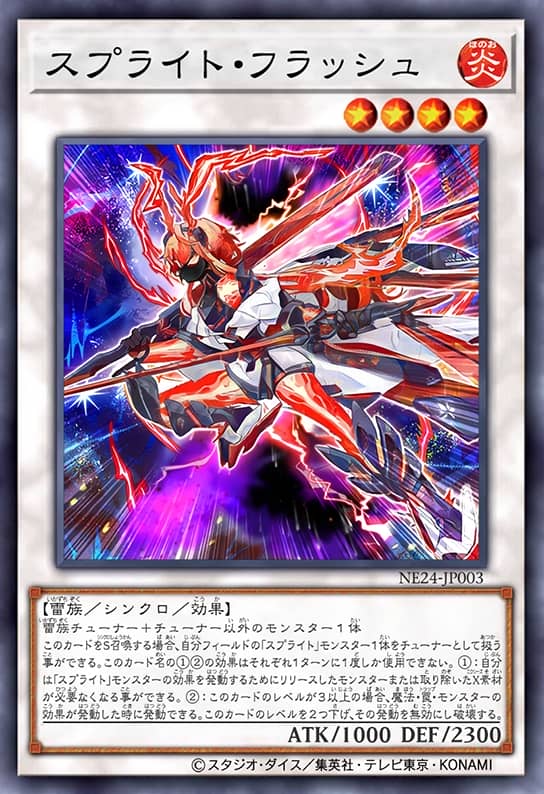 スプライト・フラッシュ
炎
ほのお
NE24-JP003
【雷族／シンクロ／効果】
雷族チューナー＋チューナー以外のモンスター１体
このカードをS召喚する場合、自分フィールドの「スプライト」モンスター１体をチューナーとして扱う
事ができる。このカード名の①②の効果はそれぞれ１ターンに１度しか使用できない。①：自分
は「スプライト」モンスターの効果を発動するためにリリースしたモンスターまたは取り除いたX素材
が必要なくなる事ができる。②：このカードのレベルが３以上の場合、魔法・罠・モンスターの
効果が発動した時に発動できる。このカードのレベルを２つ下げ、その発動を無効にし破壊する。
ATK/1000 DEF/2300
©スタジオ・ダイス／集英社・テレビ東京・KONAMI